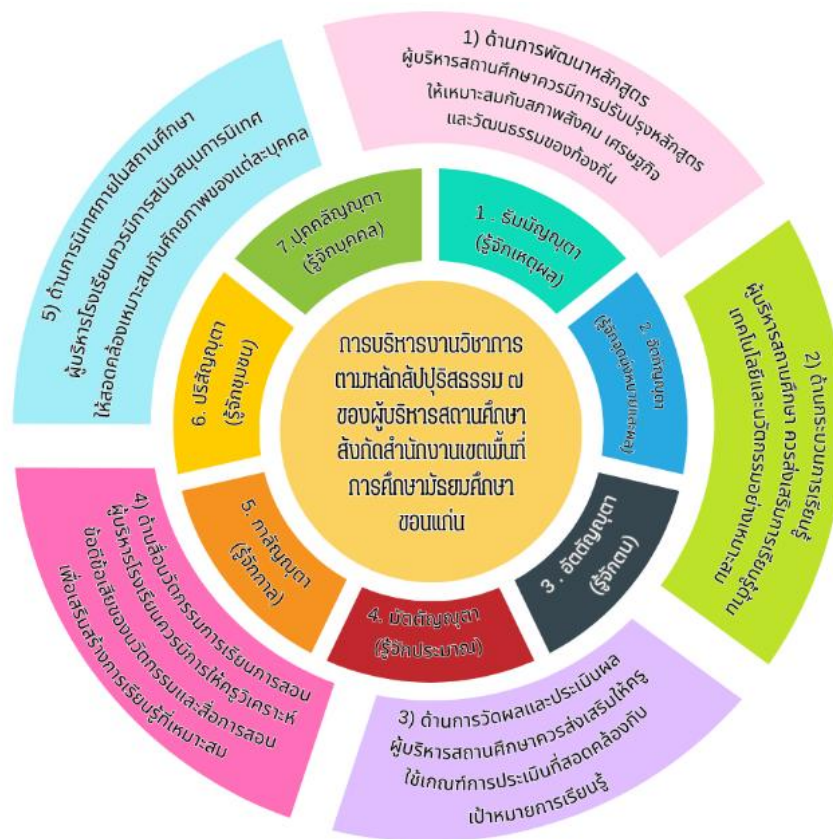 การบริหารงานวิชาการ
ตามหลักสัปปุริสธรรม ๗
ของผู้บริหารสถานศึกษา
สังกัดสำนักงานเขตพื้นที่
การศึกษามัธยมศึกษา
ขอนแก่น
1 . ธัมมัญญุตา
(รู้จักเหตุผล)
2. อัตถัญญุตา
(รู้จักจุดมุ่งหมายและผล)
3 . อัตตัญญุตา
(รู้จักตน)
4. มัตตัญญุตา
(รู้จักประมาณ)
5. กาลัญญุตา
(รู้จักกาล)
6. ปริสัญญุตา
(รู้จักชุมชน)
7.ปุคคลัญญุตา
(รู้จักบุคคล)
1) ด้านการพัฒนาหลักสูตร
ผู้บริหารสถานศึกษาควรมีการปรับปรุงหลักสูตร
ให้เหมาะสมกับสภาพสังคม เศรษฐกิจ
และวัฒนธรรมของท้องถิ่น
2) ด้านกระบวนการเรียนรู้
ผู้บริหารสถานศึกษา ควรส่งเสริมการเรียนรู้ด้าน
เทคโนโลยีและนวัตกรรมอย่างเหมาะสม
3) ด้านการวัดผลและประเมินผล
ผู้บริหารสถานศึกษาควรส่งเสริมให้ครู
ใช้เกณฑ์การประเมินที่สอดคล้องกับ
เป้าหมายการเรียนรู้
4) ด้านสื่อนวัตกรรมการเรียนการสอน
ผู้บริหารโรงเรียนควรมีการให้ครูวิเคราะห์
ข้อดีข้อเสียของนวัตกรรมและสื่อการสอน
เพื่อเสริมสร้างการเรียนรู้ที่เหมาะสม
5) ด้านการนิเทศภายในสถานศึกษา
ผู้บริหารโรงเรียนควรมีการสนับสนุนการนิเทศ
ให้สอดคล้องเหมาะสมกับศักยภาพของแต่ละบุคคล